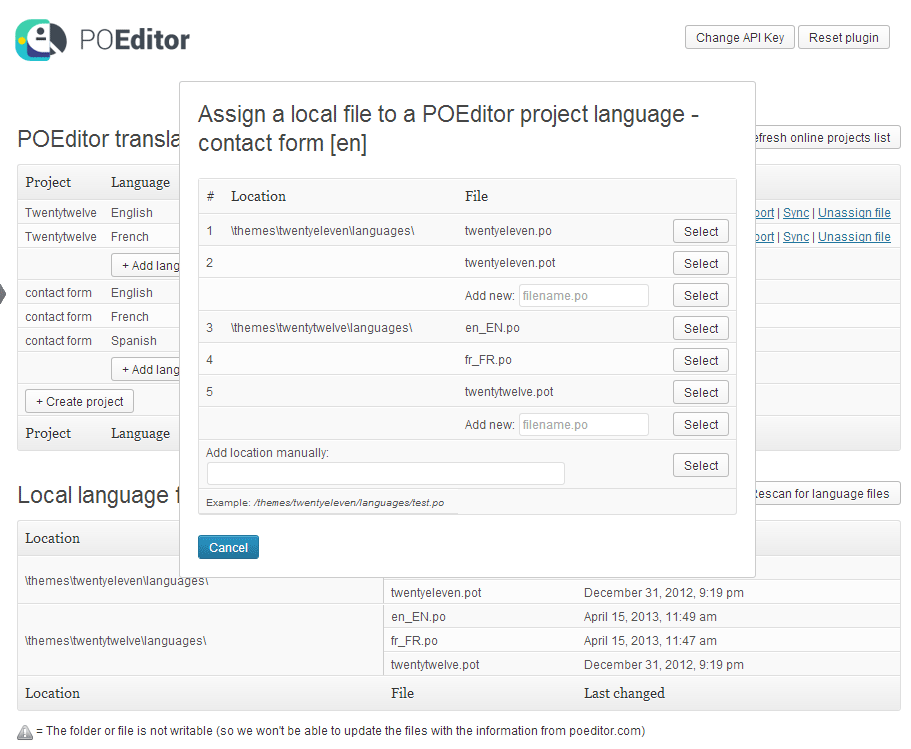 POEditor
Change API Key Reset plugin
Assign a local file to a POEditor project language -
contact form [en]
POEditor transla
efresh online projects list
Project Language
# Location File
Twentytwelve English
port | Sync | Unassign file
1 \themes\twentyeleven\languages\ twentyeleven.po Select
Twentytwelve French
port | Sync | Unassign file
2 twentyeleven.pot Select
+ Add lang
Add new: filename.po Select
contact form English
contact form French
3 \themes\twentytwelve\languages\ en_EN.po Select
contact form Spanish
4 fr_FR.po Select
+ Add lang
5 twentytwelve.pot Select
+ Create project
Add new: filename.po Select
Project Language
Add location manually:
Select
Example: /themes/twentyeleven/languages/test.po
Local language f
Rescan for language files
Location
Cancel
\themes\twentyeleven\languages\
twentyeleven.pot December 31, 2012, 9:19 pm
en_EN.po April 15, 2013, 11:49 am
\themes\twentytwelve\languages\ fr_FR.po April 15, 2013, 11:47 am
twentytwelve.pot December 31, 2012, 9:19 pm
Location File Last changed
= The folder or file is not writable (so we won't be able to update the files with the information from poeditor.com)